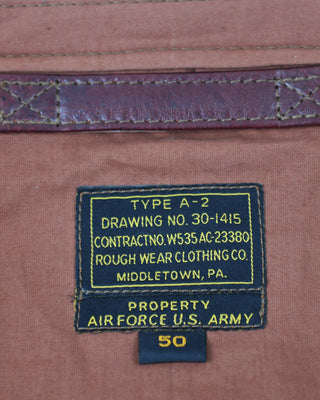 TYPE A-2
DRAWING NO. 30-1415
CONTRACT NO. W535 AC-23380
ROUGH WEAR CLOTHING CO.
MIDDLETOWN, PA.
PROPERTY
AIR FORCE U.S. ARMY
50